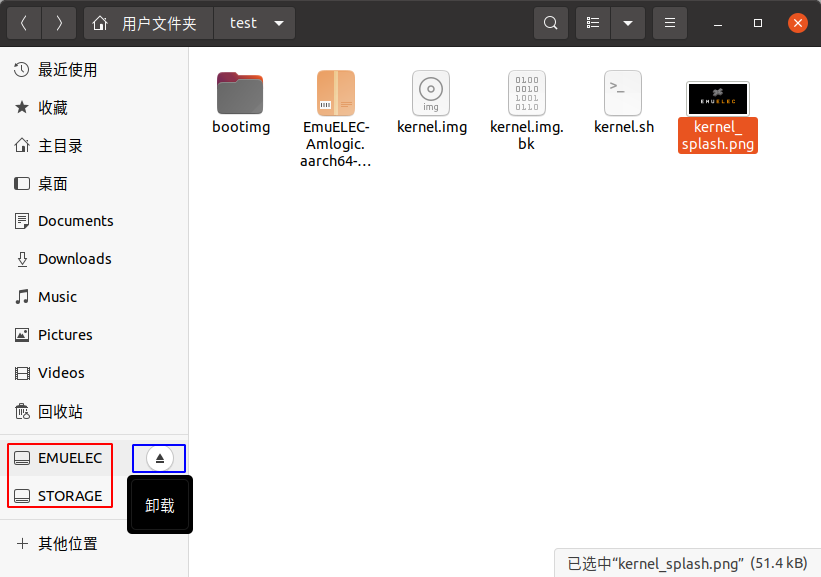 用户文件夹
test
最近使用
收藏
主目录
桌面
Documents
Downloads
Music
Pictures
Videos
回收站
EMUELEC
STORAGE
其他位置
卸载
bootimg
EmuELEC-
Amlogic.
aarch64-...
img
kernel.img
0100
0010
1001
0110
kernel.img.
bk
>_
kernel.sh
EMUELEC
kernel_
splash.png
已选中“kernel_splash.png” (51.4 kB)